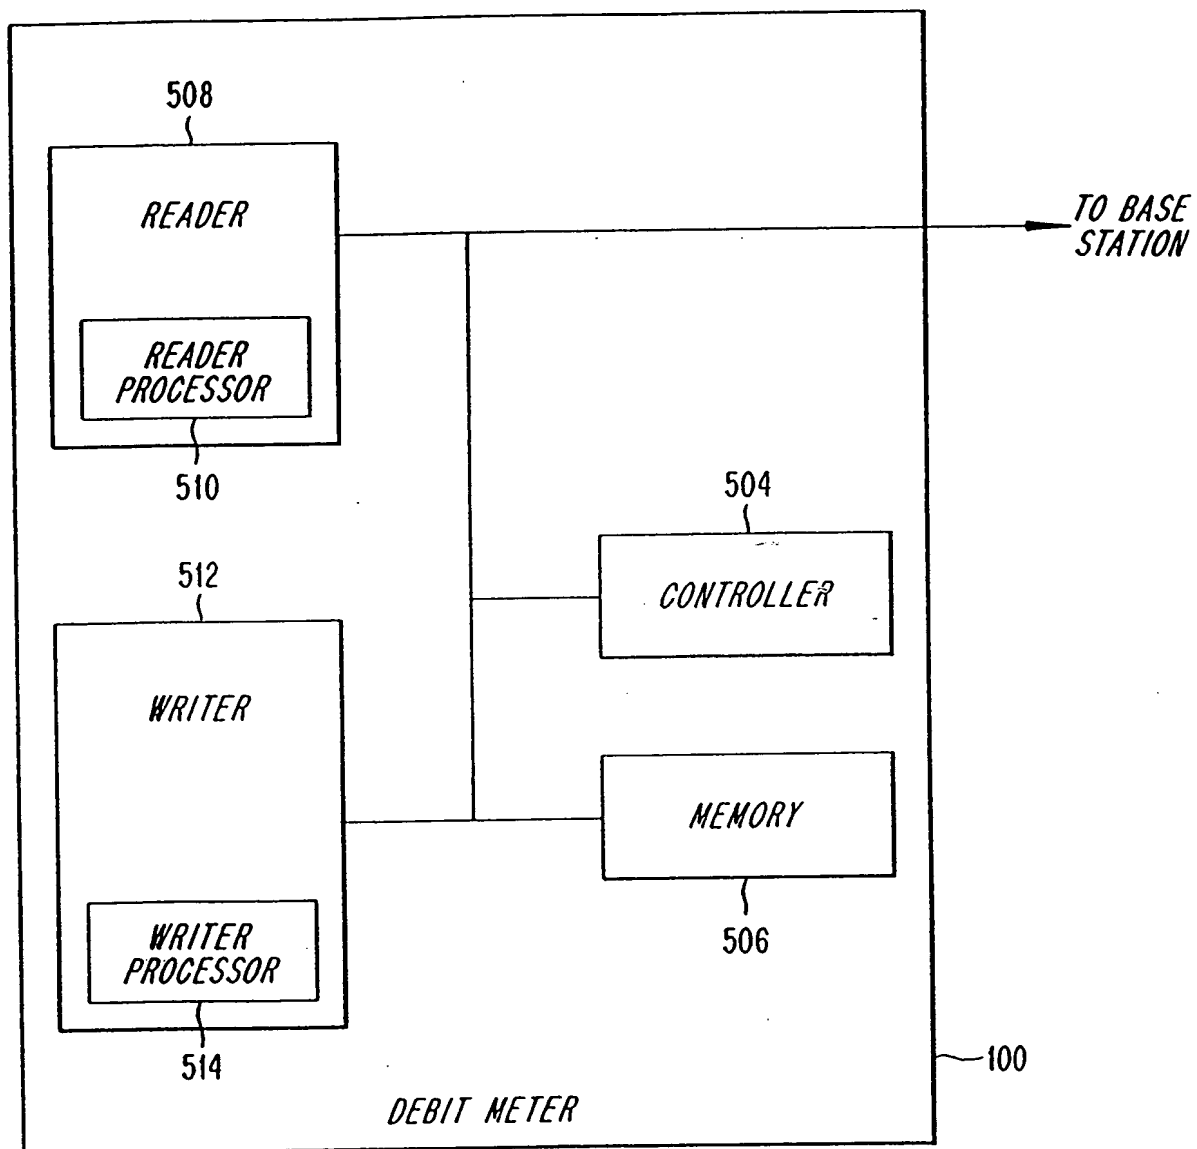 508
READER
TO BASE
STATION
READER
PROCESSOR
510
504
CONTROLLER
512
WRITER
MEMORY
506
WRITER
PROCESSOR
514
100
DEBIT METER